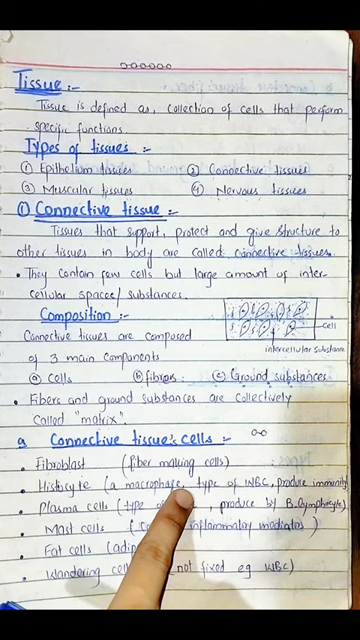 Tissue :-
Tissue is defined as, collection of cells that perform
specific functions.
Types of tissues :-
① Epithelium tissues ② Connective tissues
③ Muscular tissues ④ Nervous tissues
① Connective tissue :-
Tissues that support, protect and give structure to
other tissues in body are called connective tissues.
• They contain few cells but large amount of inter-
cellular spaces/ substances.
Composition
Connective tissues are composed
of 3 main components
cell
intercellular substance
ⓐ cells ⓑ fibers ⓒ Ground substances
• Fibers and ground substances are collectively
called "matrix".
a Connective tissue's cells :-
• Fibroblast (fiber making cells)
• Histocyte (a macrophage, type of WBC, produce immunity)
• Plasma cells (type , produce by B.lymphocyte)
• Mast cells ( inflammatory mediators)
• Fat cells (adip
• Wandering cel (not fixed eg WBC)